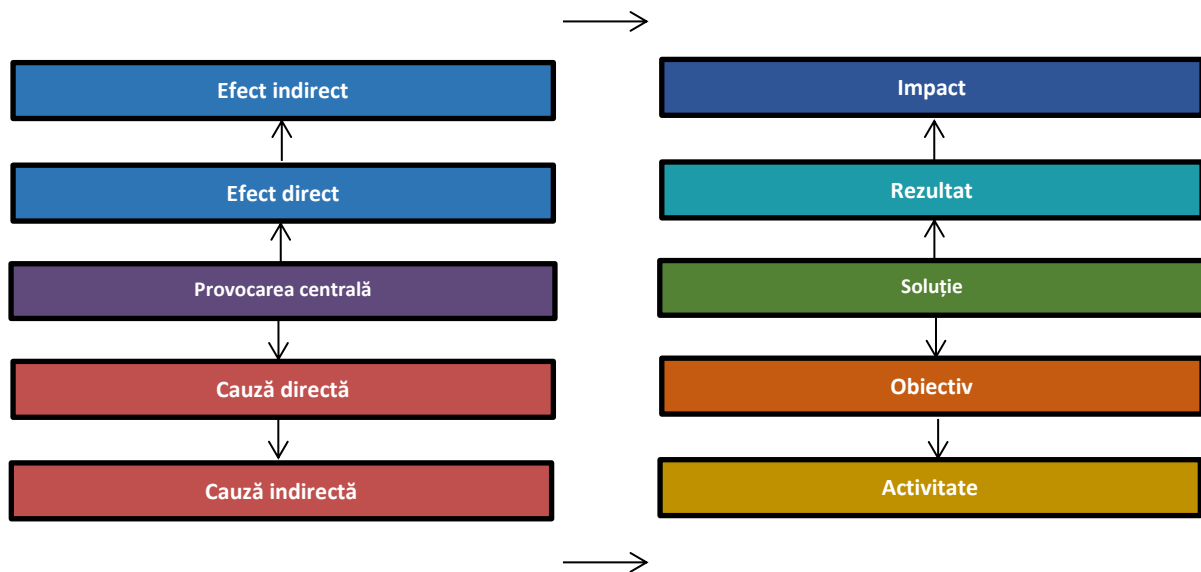 Efect indirect
Impact
Efect direct
Rezultat
Provocarea centrală
Soluție
Cauză directă
Obiectiv
Cauză indirectă
Activitate